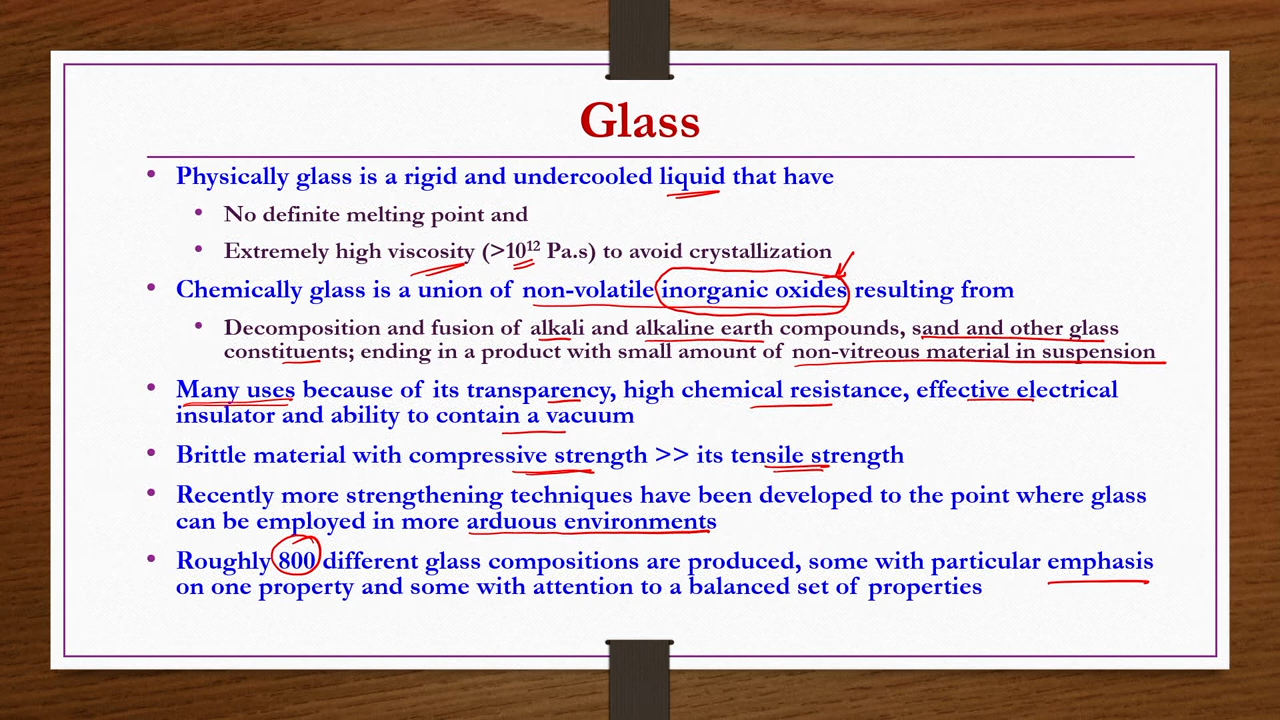 Glass
• Physically glass is a rigid and undercooled liquid that have
• No definite melting point and
• Extremely high viscosity (>10¹² Pa.s) to avoid crystallization
• Chemically glass is a union of non-volatile inorganic oxides resulting from
• Decomposition and fusion of alkali and alkaline earth compounds, sand and other glass
constituents; ending in a product with small amount of non-vitreous material in suspension
• Many uses because of its transparency, high chemical resistance, effective electrical
insulator and ability to contain a vacuum
• Brittle material with compressive strength >> its tensile strength
• Recently more strengthening techniques have been developed to the point where glass
can be employed in more arduous environments
• Roughly 800 different glass compositions are produced, some with particular emphasis
on one property and some with attention to a balanced set of properties